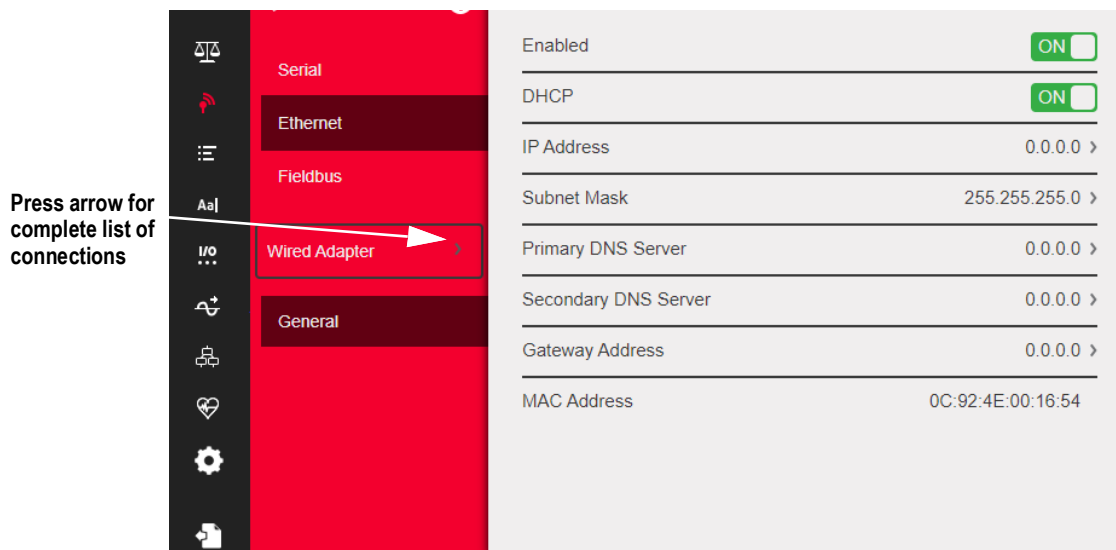 Press arrow for
complete list of
connections
Aa
I/O
Serial
Ethernet
Fieldbus
Wired Adapter
General
Enabled ON
DHCP ON
IP Address 0.0.0.0
Subnet Mask 255.255.255.0
Primary DNS Server 0.0.0.0
Secondary DNS Server 0.0.0.0
Gateway Address 0.0.0.0
MAC Address 0C:92:4E:00:16:54